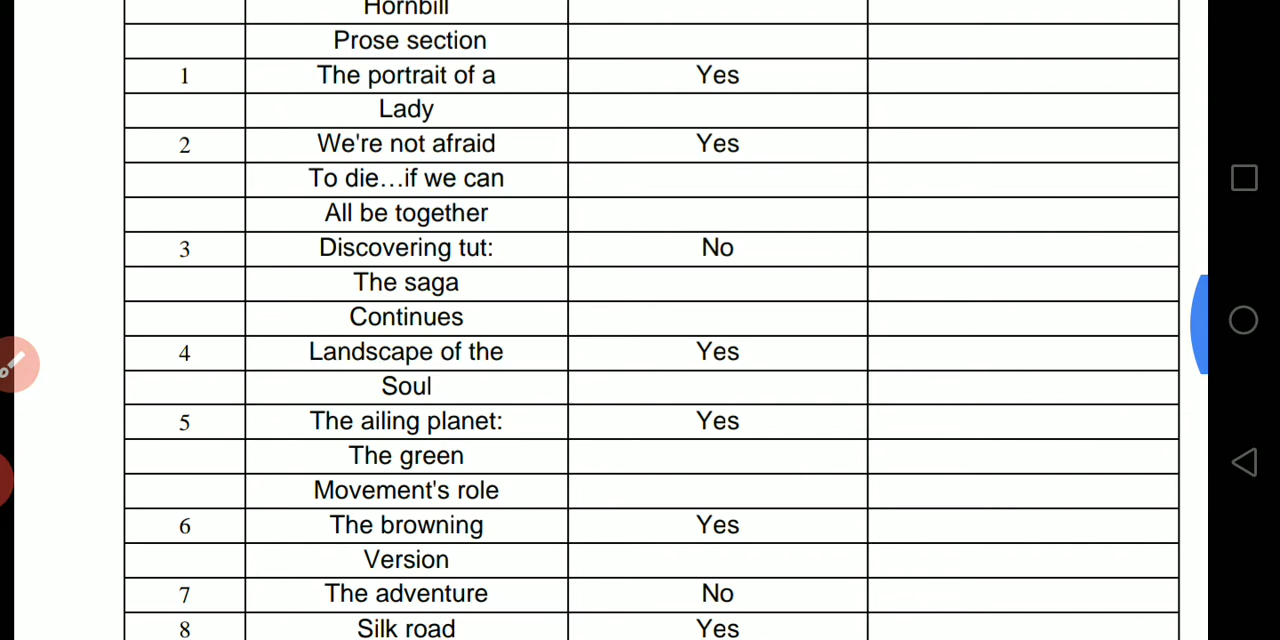 Hornbill
Prose section
1 The portrait of a Yes
Lady
2 We're not afraid Yes
To die...if we can
All be together
3 Discovering tut: No
The saga
Continues
4 Landscape of the Yes
Soul
5 The ailing planet: Yes
The green
Movement's role
6 The browning Yes
Version
7 The adventure No
8 Silk road Yes